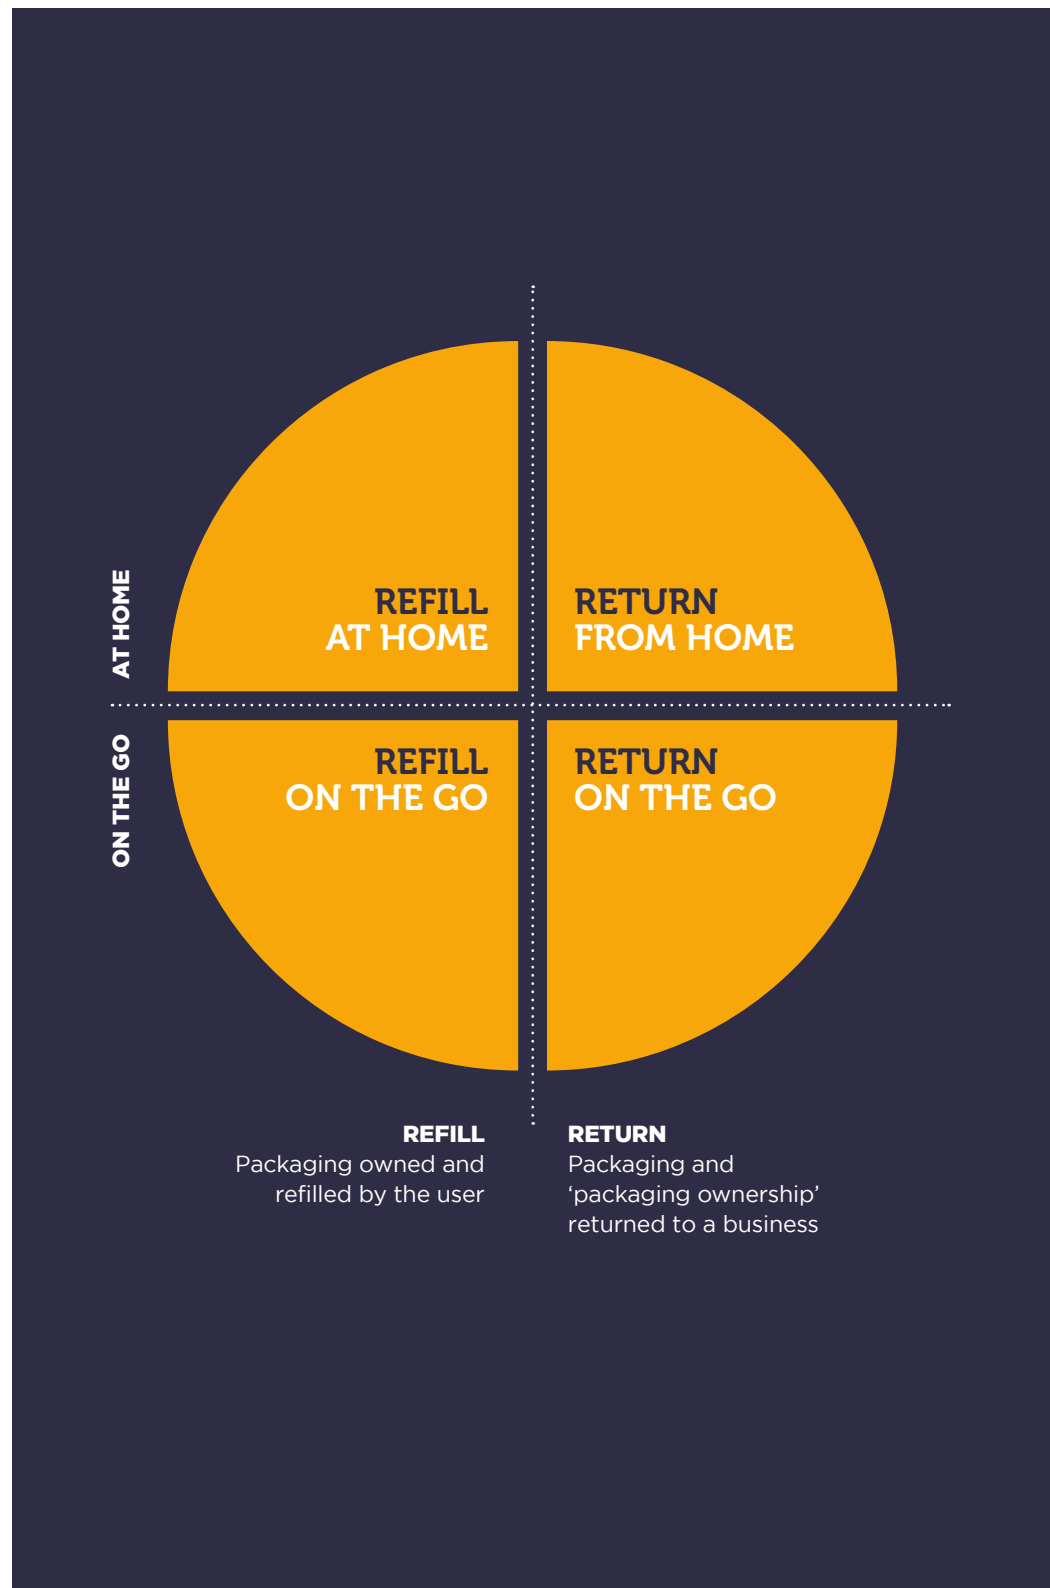 AT HOME
REFILL
AT HOME
RETURN
FROM HOME
ON THE GO
REFILL
ON THE GO
RETURN
ON THE GO
REFILL
Packaging owned and
refilled by the user
RETURN
Packaging and
‘packaging ownership’
returned to a business